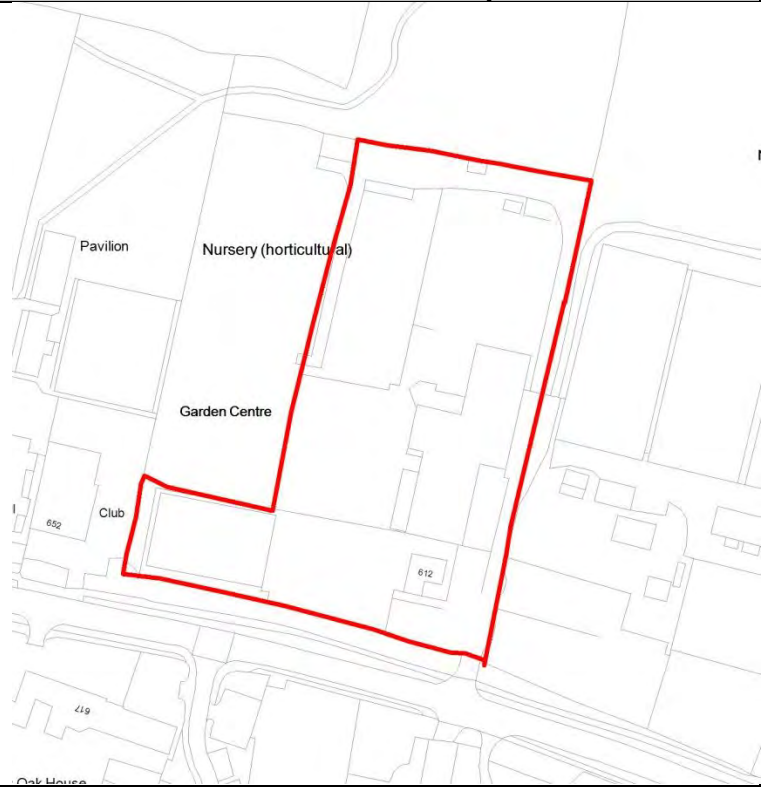 Pavilion
Nursery (horticultural)
Garden Centre
Club
652
612
617
Oak House